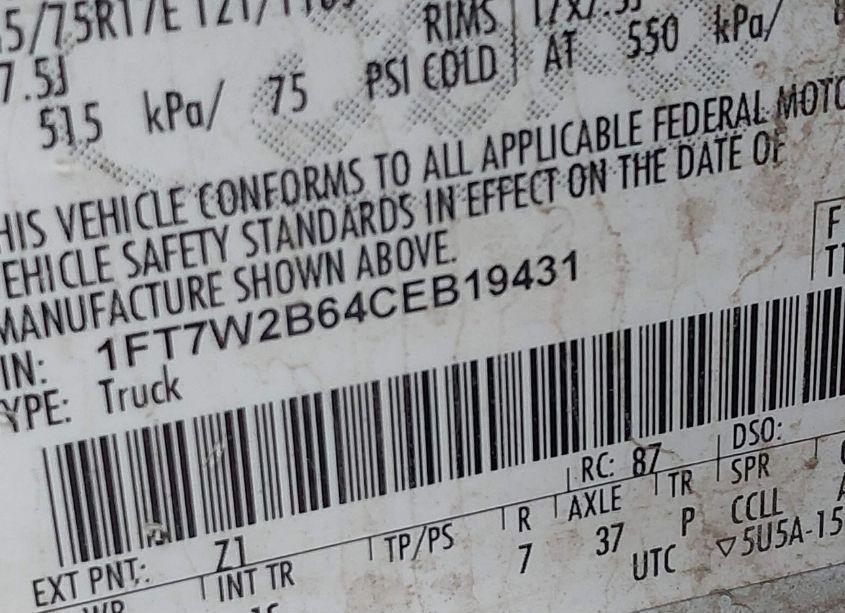 5/75R17E 121/
RIMS
7.5J
515 kPa/ 75 PSI COLD AT 550 kPa/
HIS VEHICLE CONFORMS TO ALL APPLICABLE FEDERAL MOTO
EHICLE SAFETY STANDARDS IN EFFECT ON THE DATE OF
MANUFACTURE SHOWN ABOVE.
IN: 1FT7W2B64CEB19431
YPE: Truck
F
RC: 87 DSO:
EXT PNT: Z1 TP/PS R AXLE TR SPR
INT TR 7 37 P CCLL
UTC ▽5U5A-15